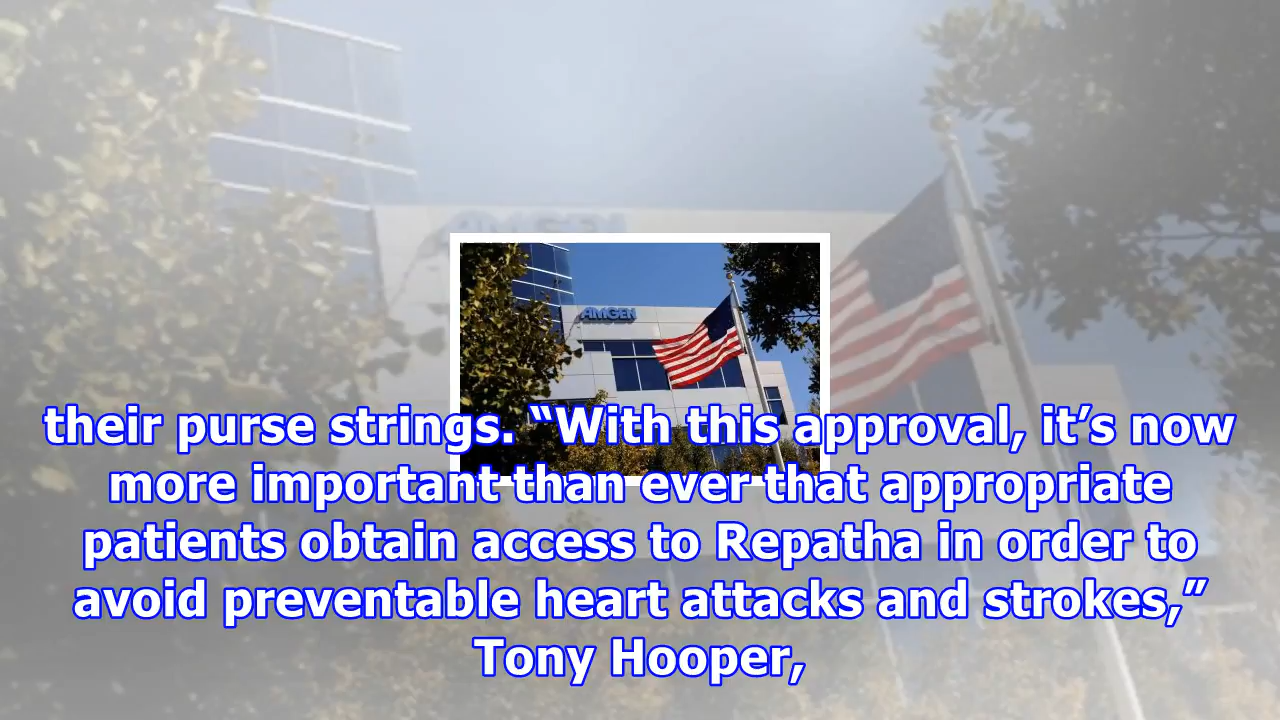 AMGEN
their purse strings. “With this approval, it’s now
more important than ever that appropriate
patients obtain access to Repatha in order to
avoid preventable heart attacks and strokes,”
Tony Hooper,